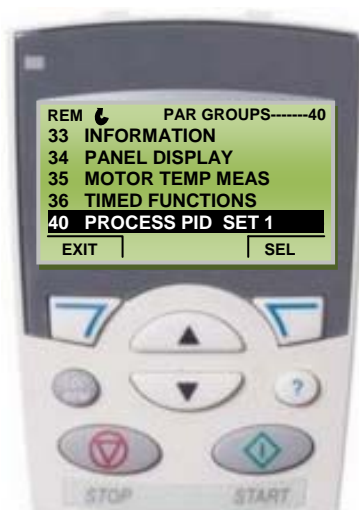 REM PAR GROUPS-------40
33 INFORMATION
34 PANEL DISPLAY
35 MOTOR TEMP MEAS
36 TIMED FUNCTIONS
40 PROCESS PID SET 1
EXIT SEL
?
STOP START